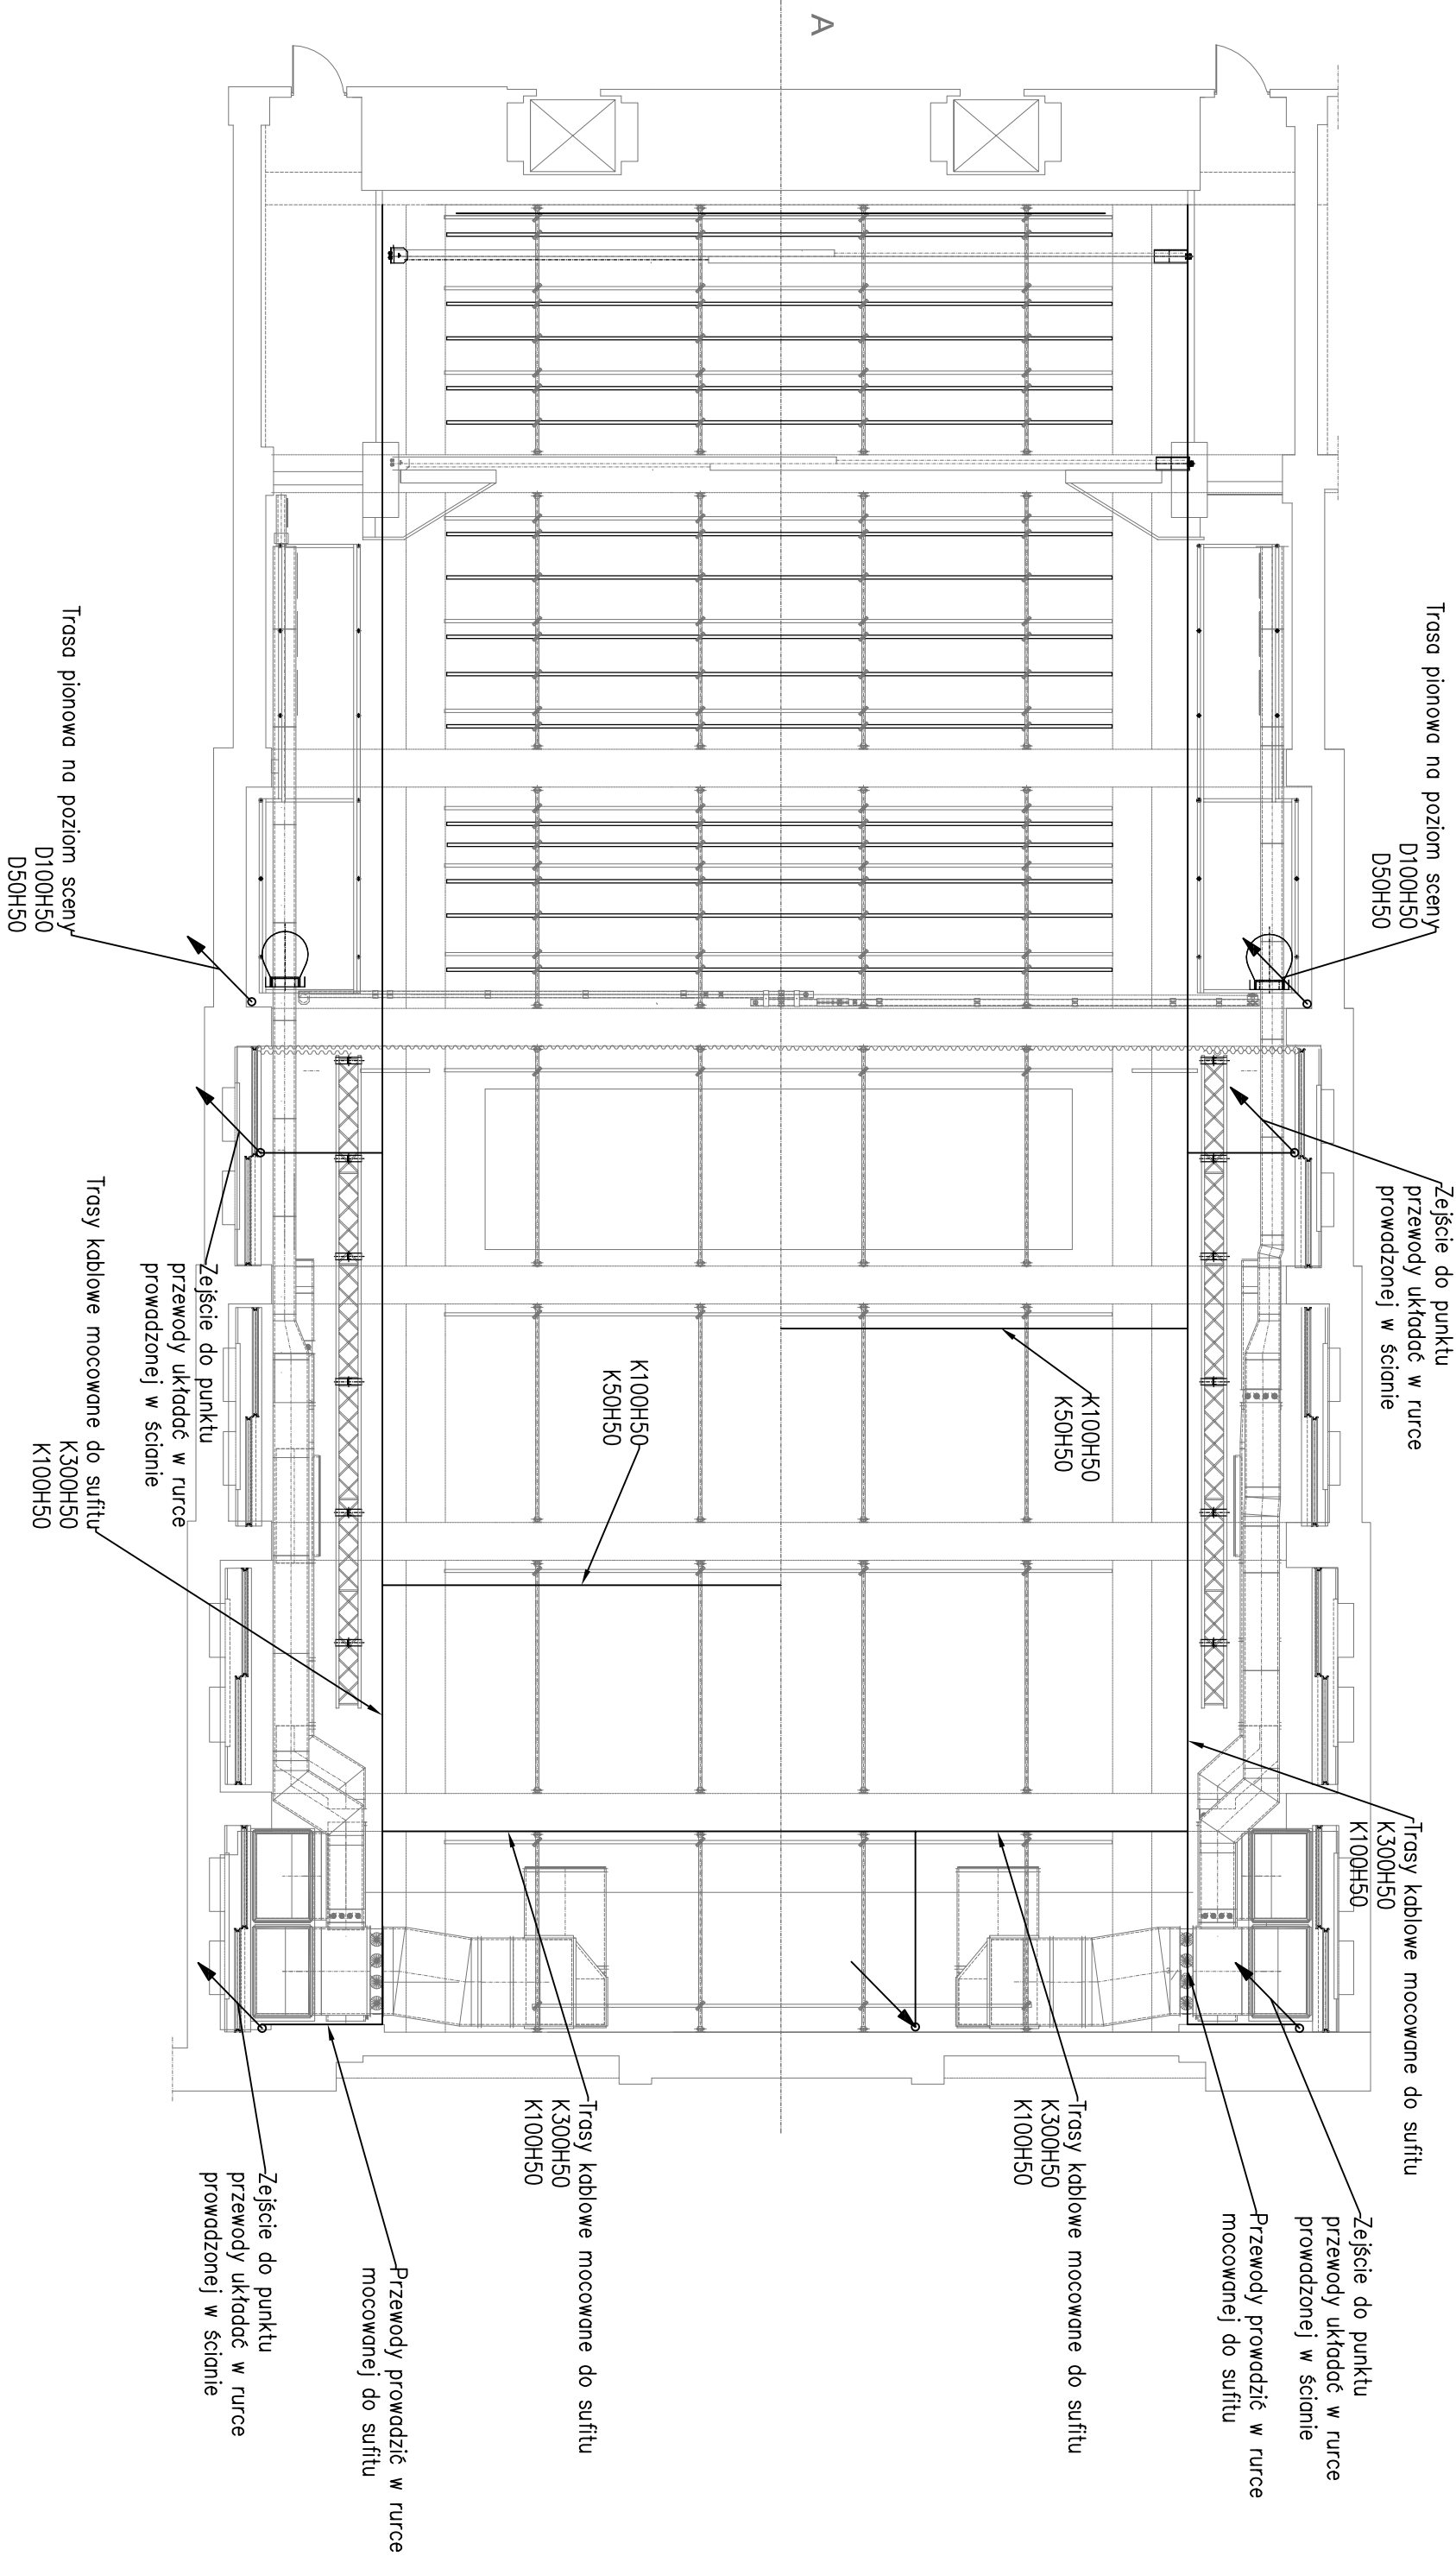 A
Trasa pionowa na poziom sceny
D100H50
D50H50
Zejście do punktu
przewody układać w rurce
prowadzonej w ścianie
Trasy kablowe mocowane do sufitu
K300H50
K100H50
Zejście do punktu
przewody układać w rurce
prowadzonej w ścianie
Przewody prowadzić w rurce
mocowanej do sufitu
K100H50
K50H50
Trasy kablowe mocowane do sufitu
K300H50
K100H50
K100H50
K50H50
Trasy kablowe mocowane do sufitu
K300H50
K100H50
Trasa pionowa na poziom sceny
D100H50
D50H50
Zejście do punktu
przewody układać w rurce
prowadzonej w ścianie
Trasy kablowe mocowane do sufitu
K300H50
K100H50
Przewody prowadzić w rurce
mocowanej do sufitu
Zejście do punktu
przewody układać w rurce
prowadzonej w ścianie